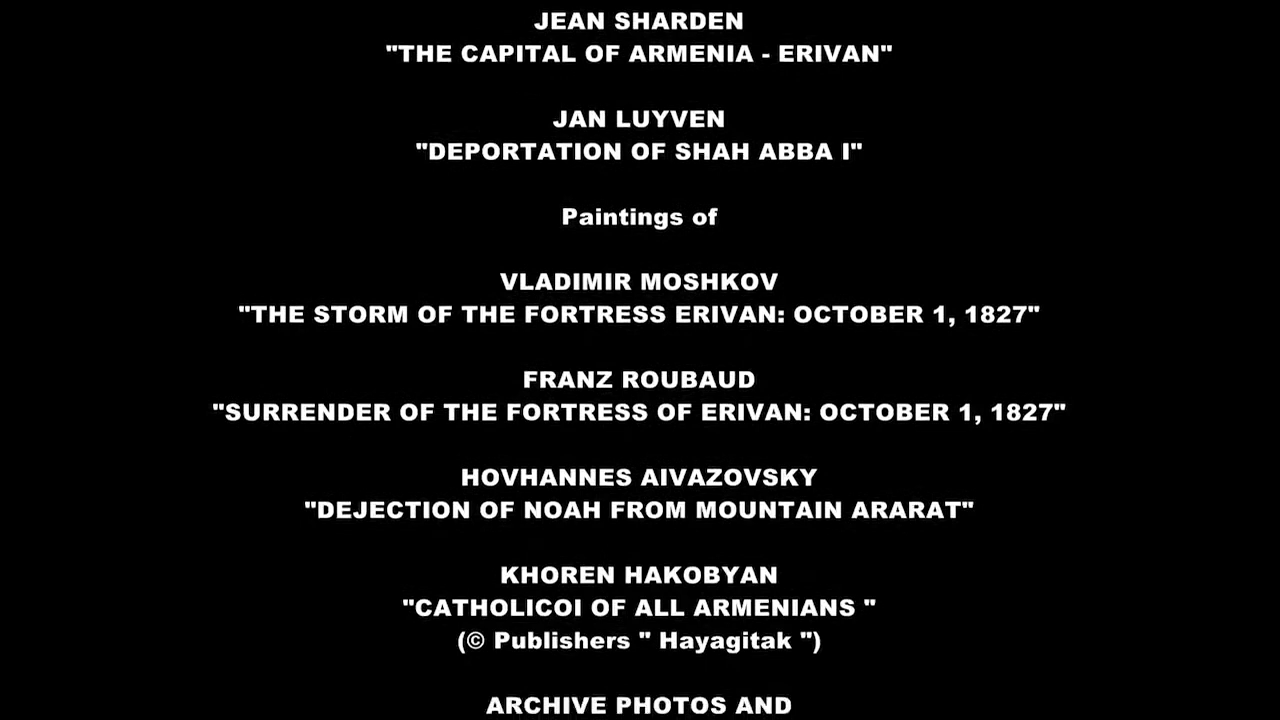 JEAN SHARDEN
"THE CAPITAL OF ARMENIA - ERIVAN"
JAN LUYVEN
"DEPORTATION OF SHAH ABBA I"
Paintings of
VLADIMIR MOSHKOV
"THE STORM OF THE FORTRESS ERIVAN: OCTOBER 1, 1827"
FRANZ ROUBAUD
"SURRENDER OF THE FORTRESS OF ERIVAN: OCTOBER 1, 1827"
HOVHANNES AIVAZOVSKY
"DEJECTION OF NOAH FROM MOUNTAIN ARARAT"
KHOREN HAKOBYAN
"CATHOLICOI OF ALL ARMENIANS "
(© Publishers " Hayagitak ")
ARCHIVE PHOTOS AND